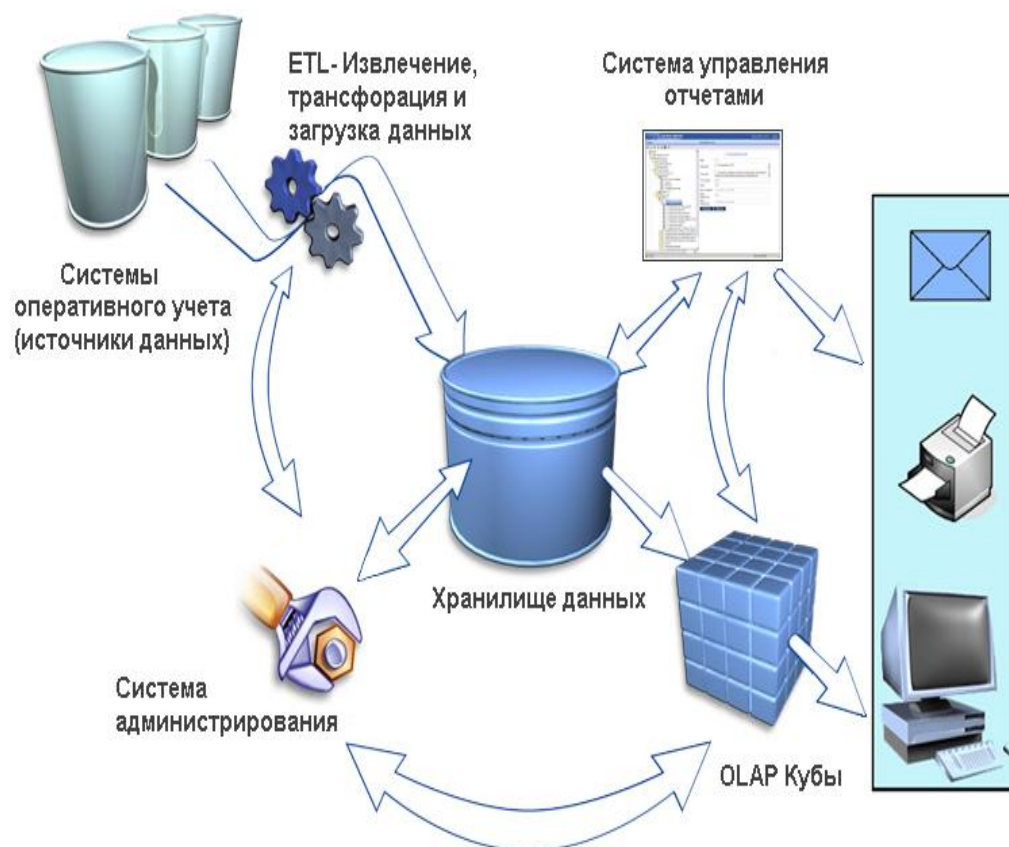 ETL- Извлечение,
трансфорация и
загрузка данных
Система управления
отчетами
Системы
оперативного учета
(источники данных)
Хранилище данных
Система
администрирования
OLAP Кубы